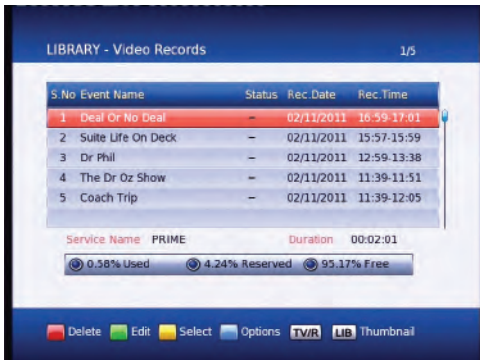 LIBRARY - Video Records 1/5
S.No Event Name Status Rec.Date Rec.Time
1 Deal Or No Deal – 02/11/2011 16:59-17:01
2 Suite Life On Deck – 02/11/2011 15:57-15:59
3 Dr Phil – 02/11/2011 12:59-13:38
4 The Dr Oz Show – 02/11/2011 11:39-11:51
5 Coach Trip – 02/11/2011 11:39-12:05
Service Name PRIME Duration 00:02:01
0.58% Used 4.24% Reserved 95.17% Free
Delete Edit Select Options TV/R LIB Thumbnail